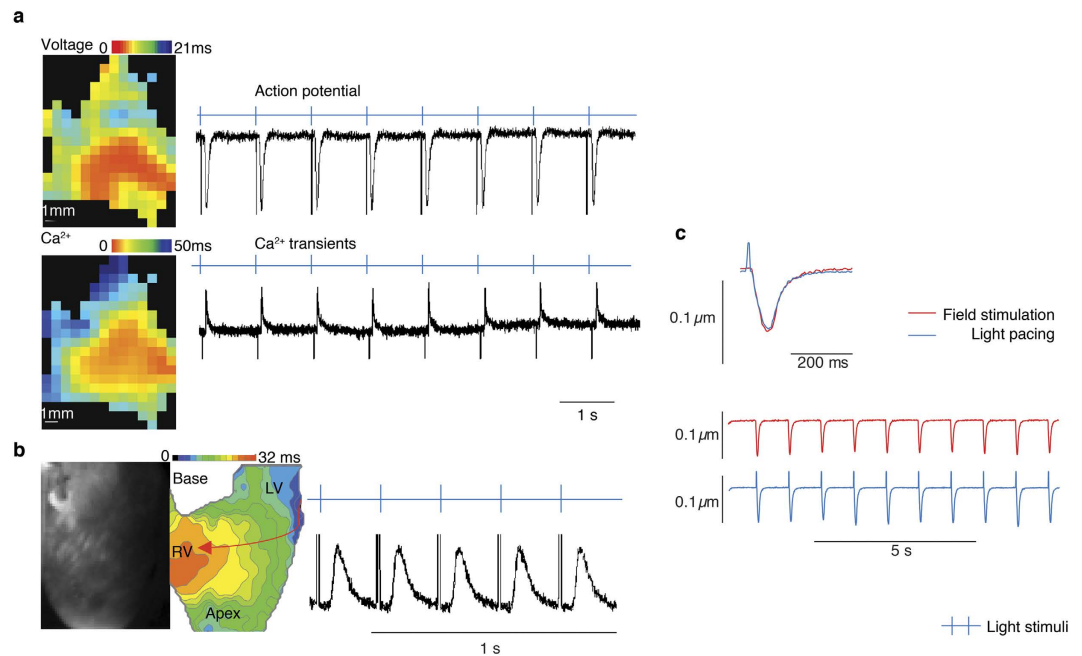 a
Voltage 0 21ms
Action potential
1mm
Ca²⁺ 0 50ms
Ca²⁺ transients
1mm
1 s
b
0 32 ms
Base
LV
RV
Apex
1 s
c
0.1 µm
Field stimulation
Light pacing
200 ms
0.1 µm
0.1 µm
5 s
Light stimuli